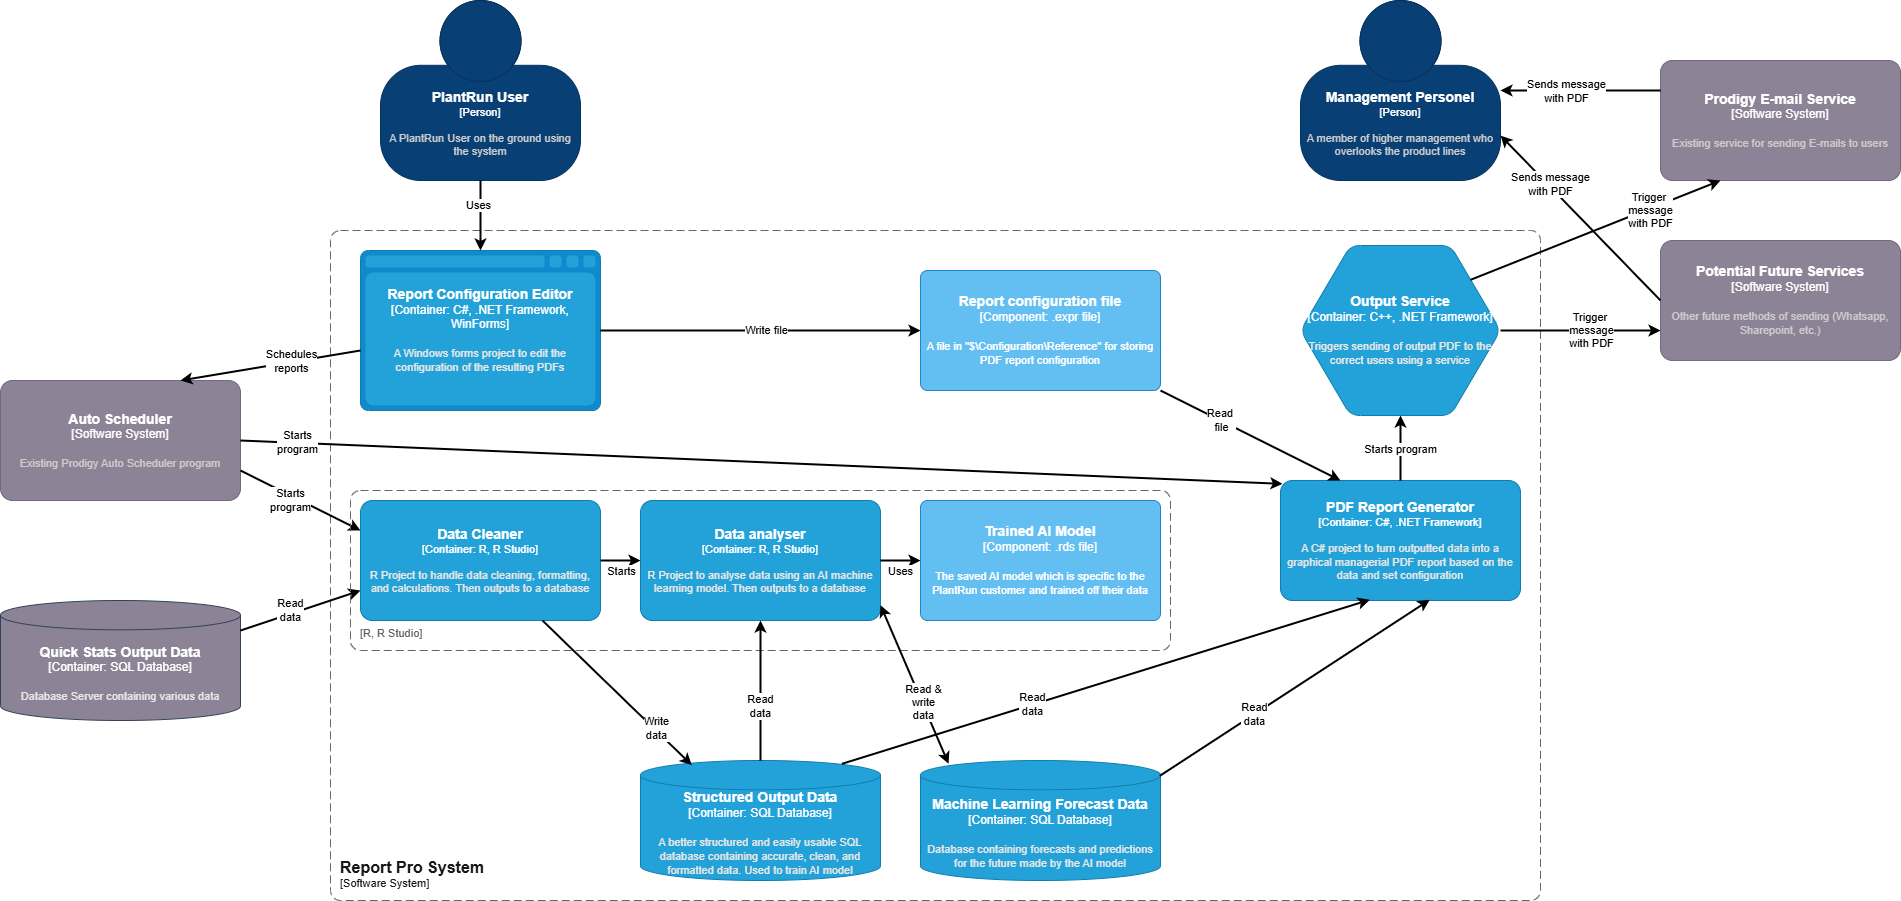 PlantRun User
[Person]
A PlantRun User on the ground using
the system
Management Personel
[Person]
A member of higher management who
overlooks the product lines
Sends message
with PDF
Prodigy E-mail Service
[Software System]
Existing service for sending E-mails to users
Sends message
with PDF
Trigger
message
with PDF
Uses
Potential Future Services
[Software System]
Other future methods of sending (Whatsapp,
Sharepoint, etc.)
Report Configuration Editor
[Container: C#, .NET Framework,
WinForms]
A Windows forms project to edit the
configuration of the resulting PDFs
Write file
Report configuration file
[Component: .expr file]
A file in "$\Configuration\Reference" for storing
PDF report configuration
Output Service
[Container: C++, .NET Framework]
Triggers sending of output PDF to the
correct users using a service
Trigger
message
with PDF
Schedules
reports
Auto Scheduler
[Software System]
Existing Prodigy Auto Scheduler program
Starts
program
Read
file
Starts program
Starts
program
Data Cleaner
[Container: R, R Studio]
R Project to handle data cleaning, formatting,
and calculations. Then outputs to a database
Starts
Data analyser
[Container: R, R Studio]
R Project to analyse data using an AI machine
learning model. Then outputs to a database
Uses
Trained AI Model
[Component: .rds file]
The saved AI model which is specific to the
PlantRun customer and trained off their data
PDF Report Generator
[Container: C#, .NET Framework]
A C# project to turn outputted data into a
graphical managerial PDF report based on the
data and set configuration
[R, R Studio]
Read
data
Quick Stats Output Data
[Container: SQL Database]
Database Server containing various data
Write
data
Read
data
Read &
write
data
Read
data
Read
data
Structured Output Data
[Container: SQL Database]
A better structured and easily usable SQL
database containing accurate, clean, and
formatted data. Used to train AI model
Machine Learning Forecast Data
[Container: SQL Database]
Database containing forecasts and predictions
for the future made by the AI model
Report Pro System
[Software System]